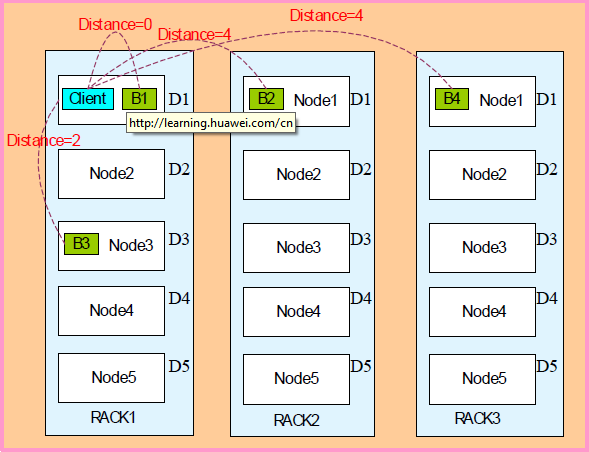 Distance=0
Distance=4
Distance=4
Client
B1
D1
B2
Node1
D1
B4
Node1
D1
http://learning.huawei.com/cn
Distance=2
Node2
D2
Node2
D2
Node2
D2
B3
Node3
D3
Node3
D3
Node3
D3
Node4
D4
Node4
D4
Node4
D4
Node5
D5
Node5
D5
Node5
D5
RACK1
RACK2
RACK3